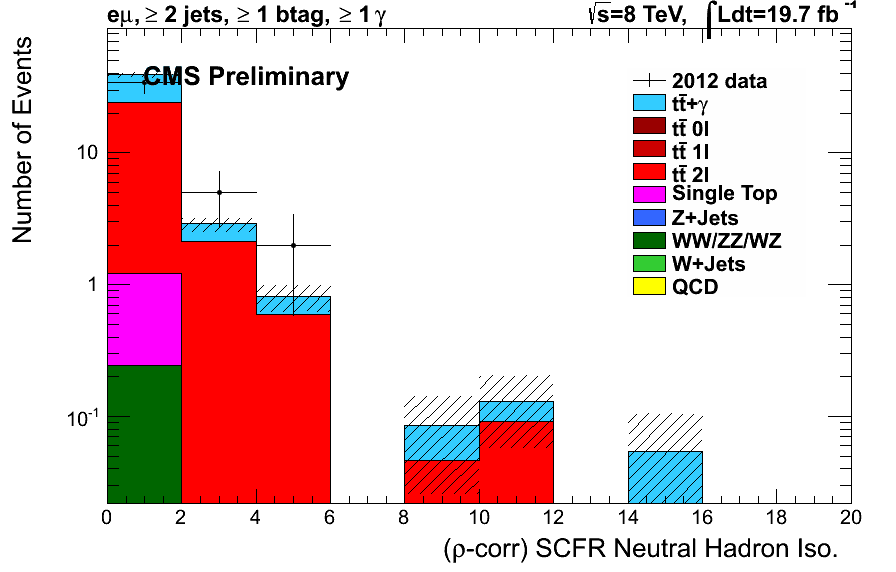 eμ, ≥ 2 jets, ≥ 1 btag, ≥ 1 γ
√s=8 TeV, ∫Ldt=19.7 fb⁻¹
CMS Preliminary
Number of Events
10
1
10⁻¹
2012 data
tt̄+γ
tt̄ 0l
tt̄ 1l
tt̄ 2l
Single Top
Z+Jets
WW/ZZ/WZ
W+Jets
QCD
0 2 4 6 8 10 12 14 16 18 20
(ρ-corr) SCFR Neutral Hadron Iso.